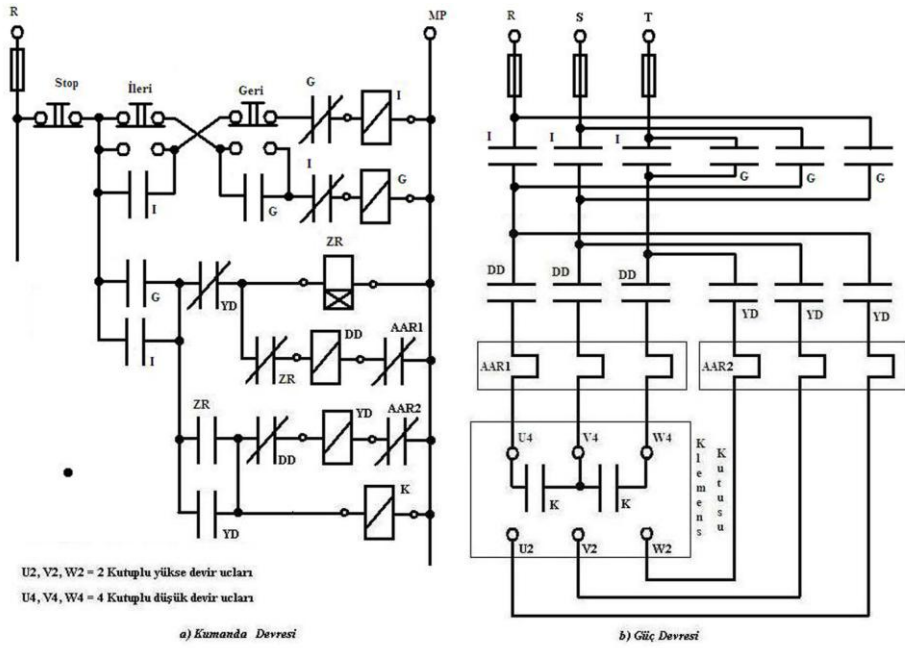 R
MP
R
S
T
Stop
İleri
Geri
G
I
I
I
I
G
G
I
G
I
G
ZR
G
YD
DD
DD
DD
I
DD
AAR1
YD
YD
YD
ZR
AAR1
AAR2
ZR
YD
AAR2
DD
U4
V4
W4
K
K
K
YD
U2
V2
W2
Klemens
Kutusu
U2, V2, W2 = 2 Kutuplu yükse devir ucları
U4, V4, W4 = 4 Kutuplu düşük devir ucları
a) Kumanda Devresi
b) Güç Devresi